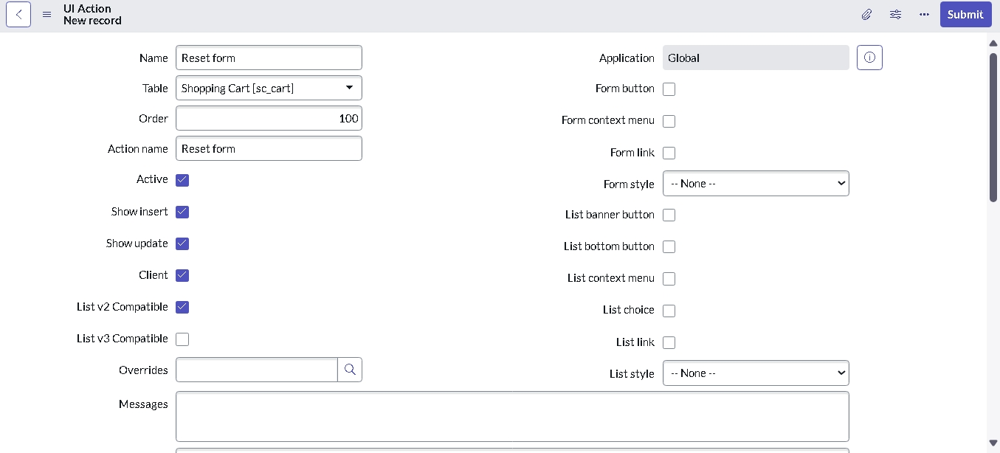 UI Action
New record
Submit
Name
Reset form
Table
Shopping Cart [sc_cart]
Order
100
Action name
Reset form
Active
Show insert
Show update
Client
List v2 Compatible
List v3 Compatible
Overrides
Application
Global
Form button
Form context menu
Form link
Form style
-- None --
List banner button
List bottom button
List context menu
List choice
List link
List style
-- None --
Messages